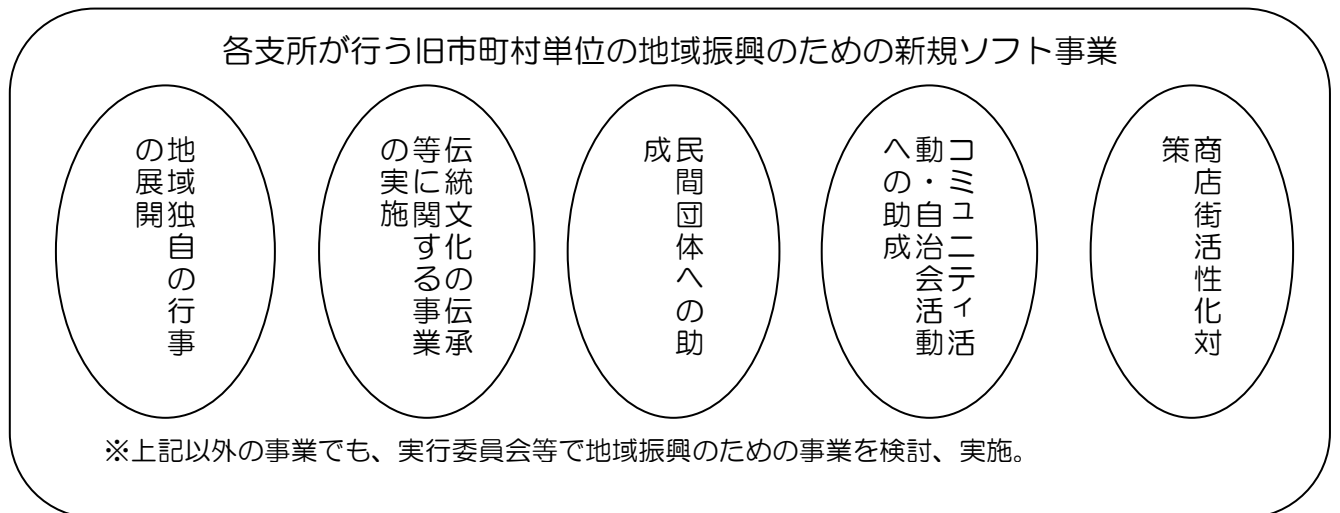 各支所が行う旧市町村単位の地域振興のための新規ソフト事業
地域独自の行事
の展開
伝統文化の伝承
等に関する事業
の実施
民間団体への助
成
コミュニティ活
動・自治会活動
への助成
商店街活性化対
策
※上記以外の事業でも、実行委員会等で地域振興のための事業を検討、実施。